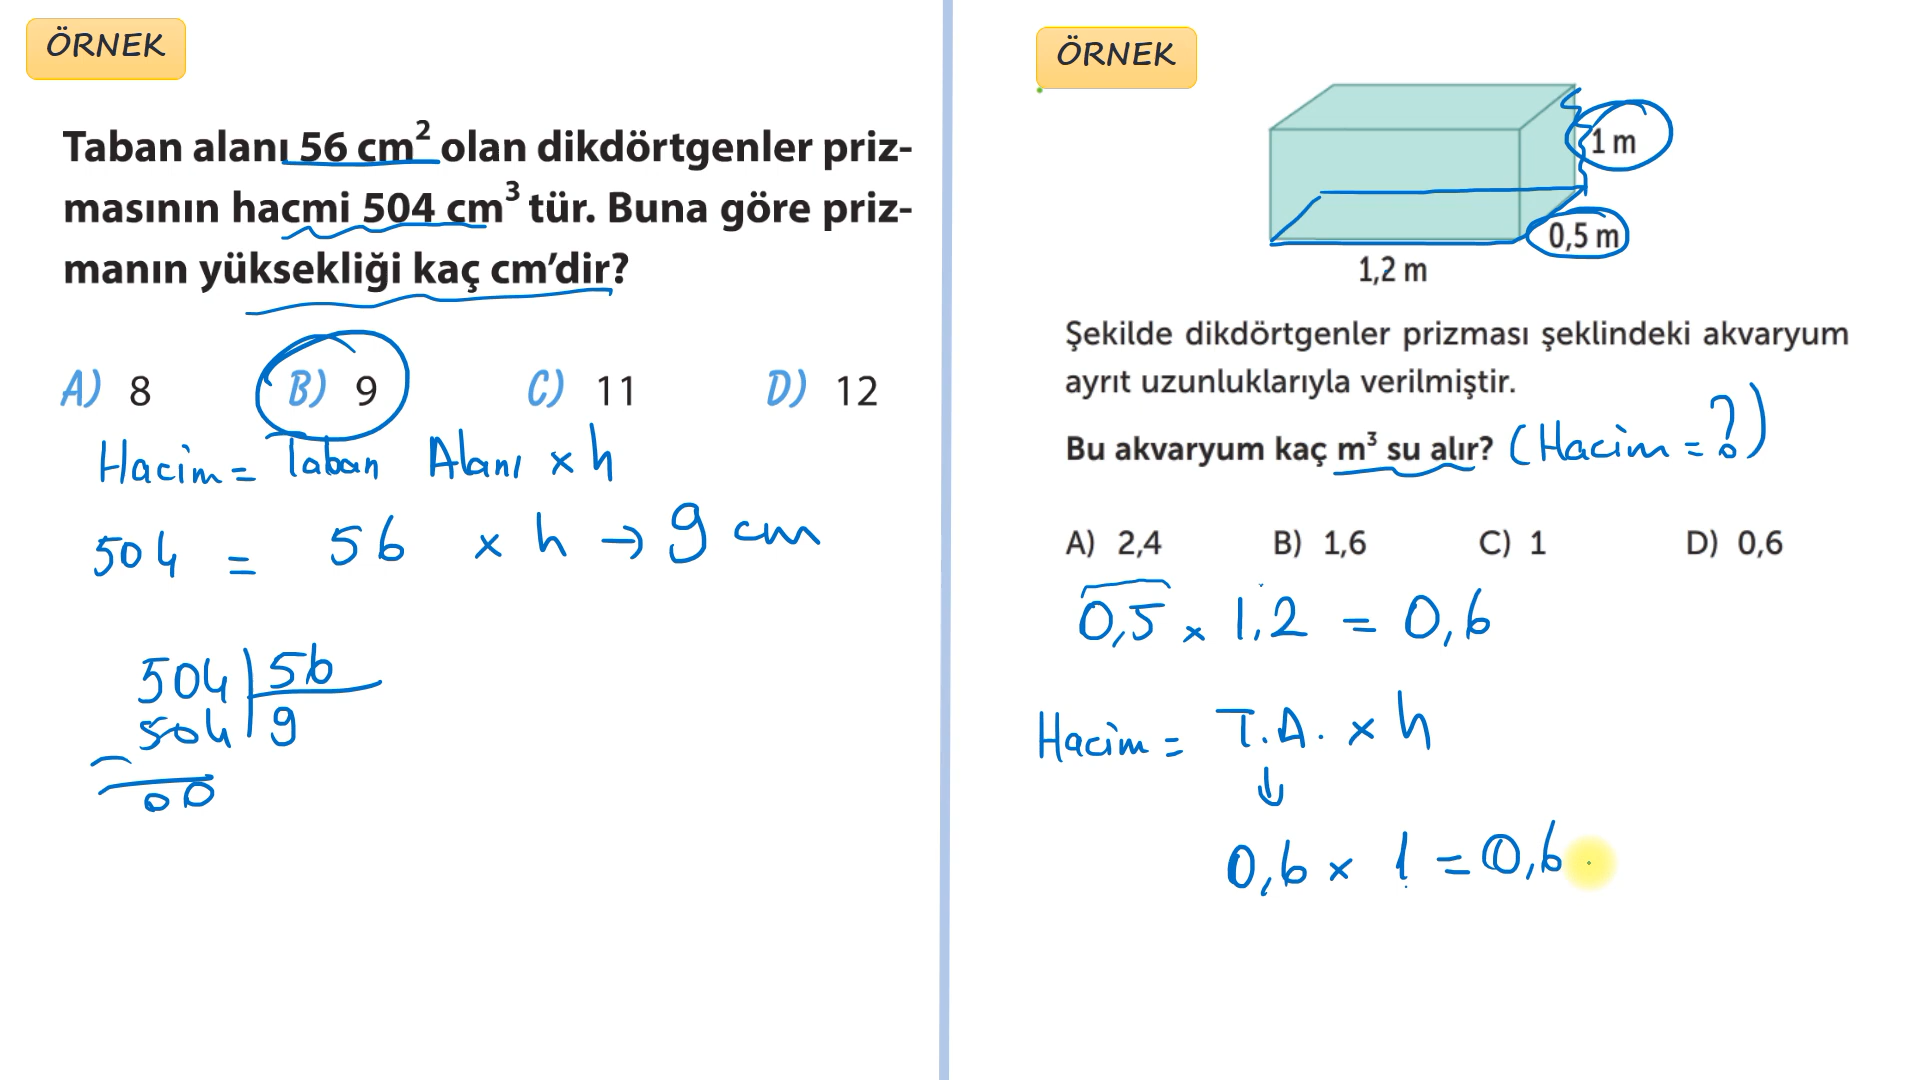 ÖRNEK
Taban alanı 56 cm² olan dikdörtgenler priz-
masının hacmi 504 cm³ tür. Buna göre priz-
manın yüksekliği kaç cm’dir?
A) 8 B) 9 C) 11 D) 12
Hacim = Taban Alanı × h
504 = 56 × h → 9 cm
504 56
504 9
00
ÖRNEK
1 m
0,5 m
1,2 m
Şekilde dikdörtgenler prizması şeklindeki akvaryum
ayrıt uzunluklarıyla verilmiştir.
Bu akvaryum kaç m³ su alır? (Hacim = ?)
A) 2,4 B) 1,6 C) 1 D) 0,6
0,5 × 1,2 = 0,6
Hacim = T.A. × h
↓
0,6 × 1 = 0,6